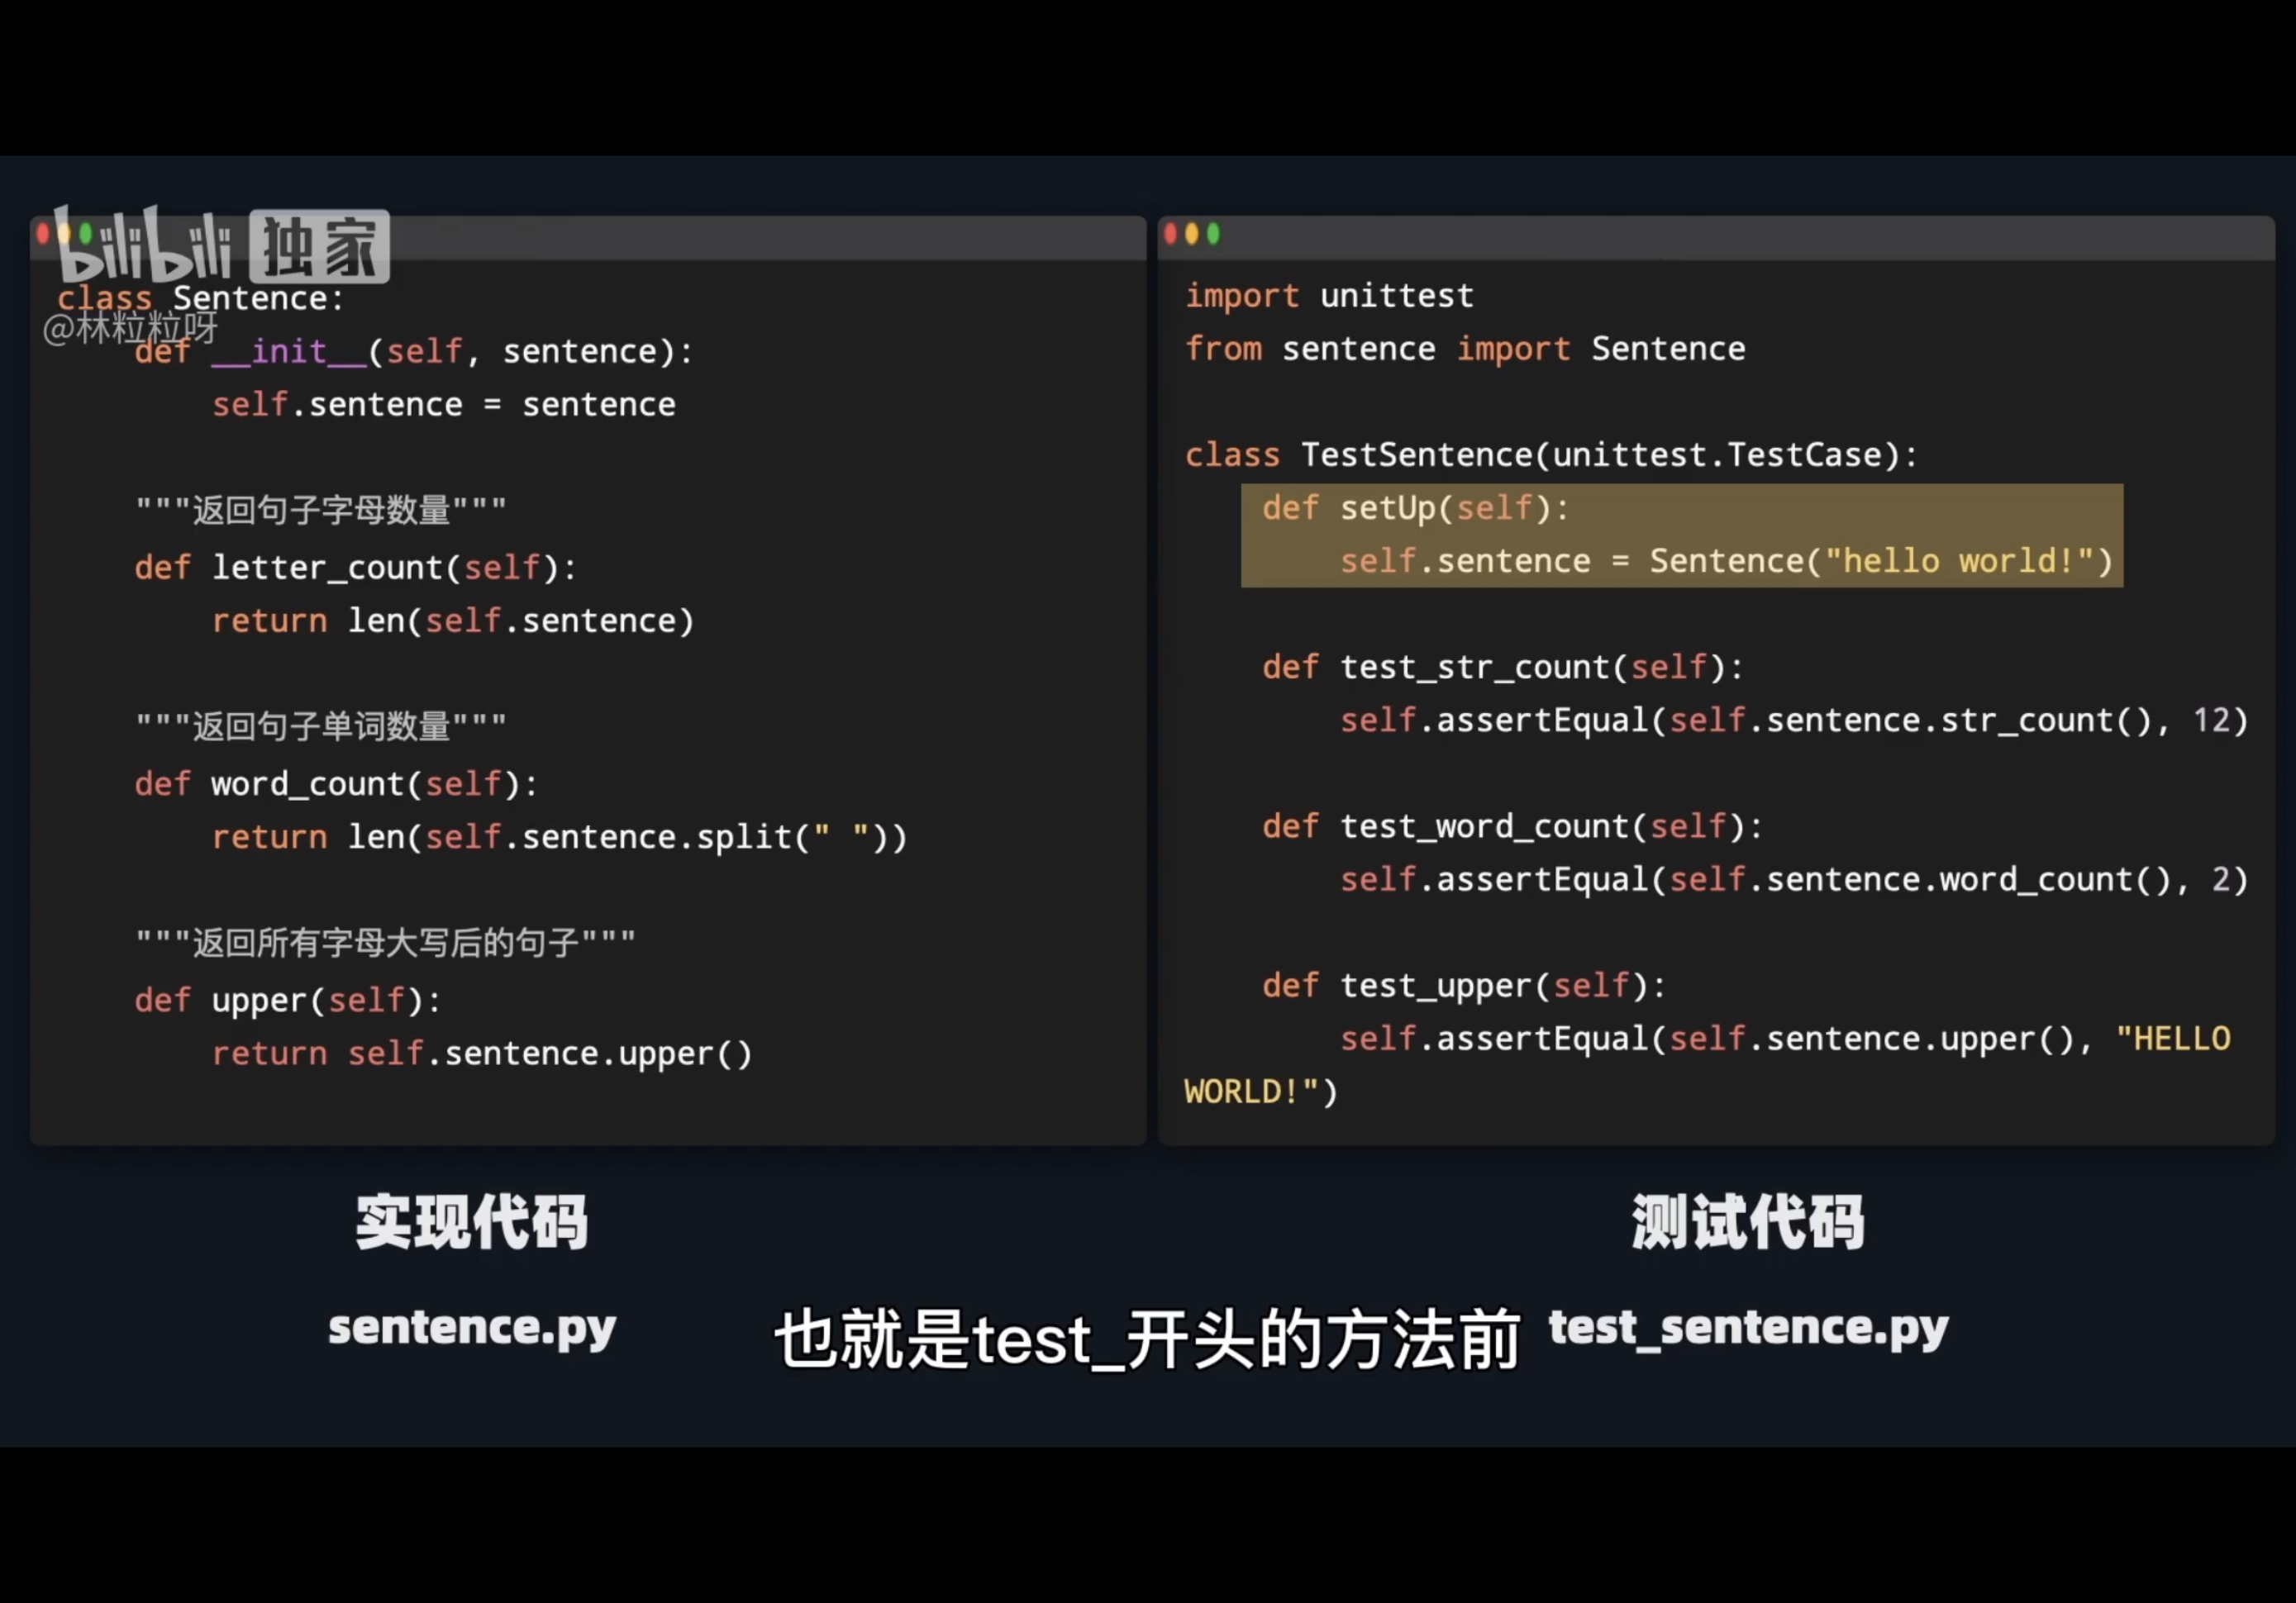 bilibili 独家
@林粒粒呀
class Sentence:
    def __init__(self, sentence):
        self.sentence = sentence
    """返回句子字母数量"""
    def letter_count(self):
        return len(self.sentence)
    """返回句子单词数量"""
    def word_count(self):
        return len(self.sentence.split(" "))
    """返回所有字母大写后的句子"""
    def upper(self):
        return self.sentence.upper()
import unittest
from sentence import Sentence
class TestSentence(unittest.TestCase):
    def setUp(self):
        self.sentence = Sentence("hello world!")
    def test_str_count(self):
        self.assertEqual(self.sentence.str_count(), 12)
    def test_word_count(self):
        self.assertEqual(self.sentence.word_count(), 2)
    def test_upper(self):
        self.assertEqual(self.sentence.upper(), "HELLO
WORLD!")
实现代码
sentence.py
测试代码
test_sentence.py
也就是test_开头的方法前